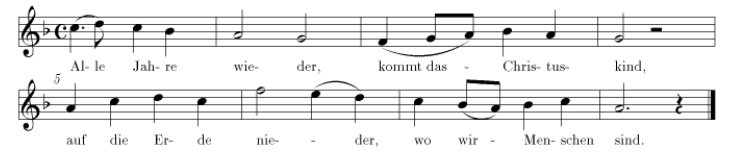 Al- le Jah- re wie- der, kommt das - Chris- tus- kind,
5
auf die Er- de nie- - der, wo wir - Men- schen sind.